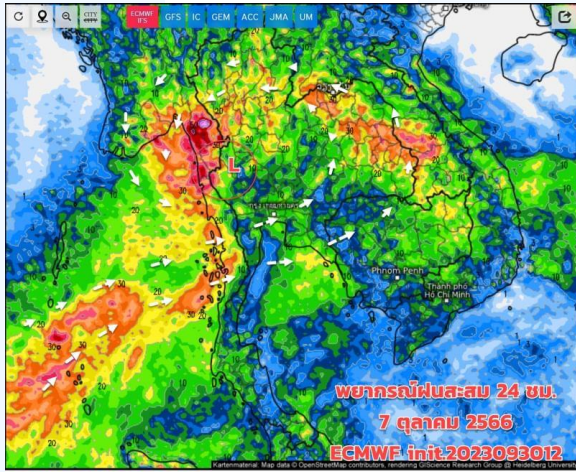 CITY
CITY
ECMWF
IFS
GFS
IC
GEM
ACC
JMA
UM
L
Phnom Penh
Thành phố
Hồ Chí Minh
พยากรณ์ฝนสะสม 24 ชม.
7 ตุลาคม 2566
ECMWF init.2023093012
Kartenmaterial: Map data © OpenStreetMap contributors, rendering GIScience Research Group @ Heidelberg Univer